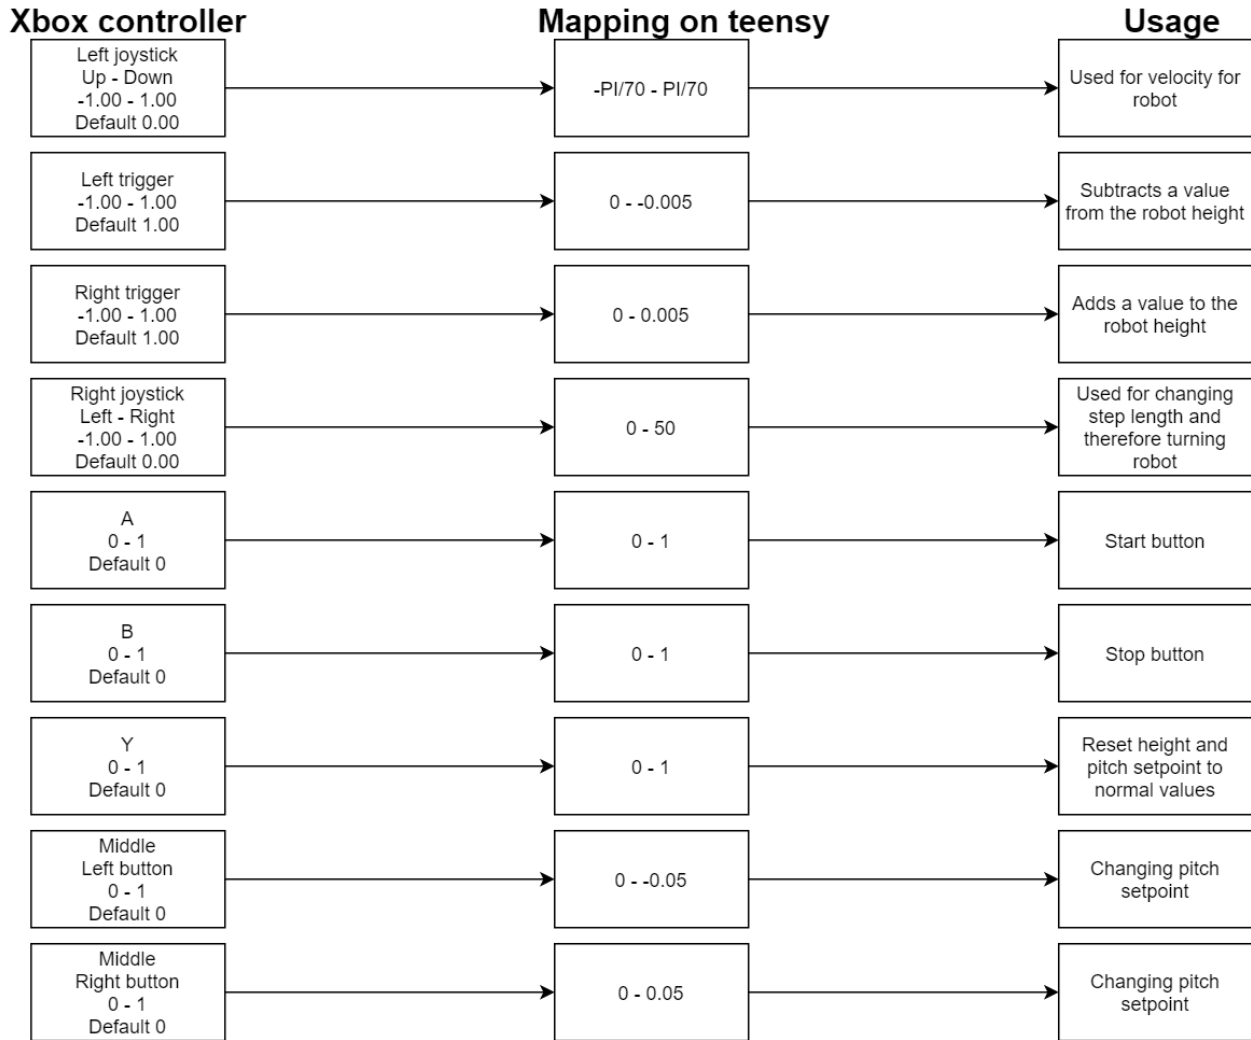 Xbox controller
Mapping on teensy
Usage
Left joystick
Up - Down
-1.00 - 1.00
Default 0.00
-PI/70 - PI/70
Used for velocity for
robot
Left trigger
-1.00 - 1.00
Default 1.00
0 - -0.005
Subtracts a value
from the robot height
Right trigger
-1.00 - 1.00
Default 1.00
0 - 0.005
Adds a value to the
robot height
Right joystick
Left - Right
-1.00 - 1.00
Default 0.00
0 - 50
Used for changing
step length and
therefore turning
robot
A
0 - 1
Default 0
0 - 1
Start button
B
0 - 1
Default 0
0 - 1
Stop button
Y
0 - 1
Default 0
0 - 1
Reset height and
pitch setpoint to
normal values
Middle
Left button
0 - 1
Default 0
0 - -0.05
Changing pitch
setpoint
Middle
Right button
0 - 1
Default 0
0 - 0.05
Changing pitch
setpoint